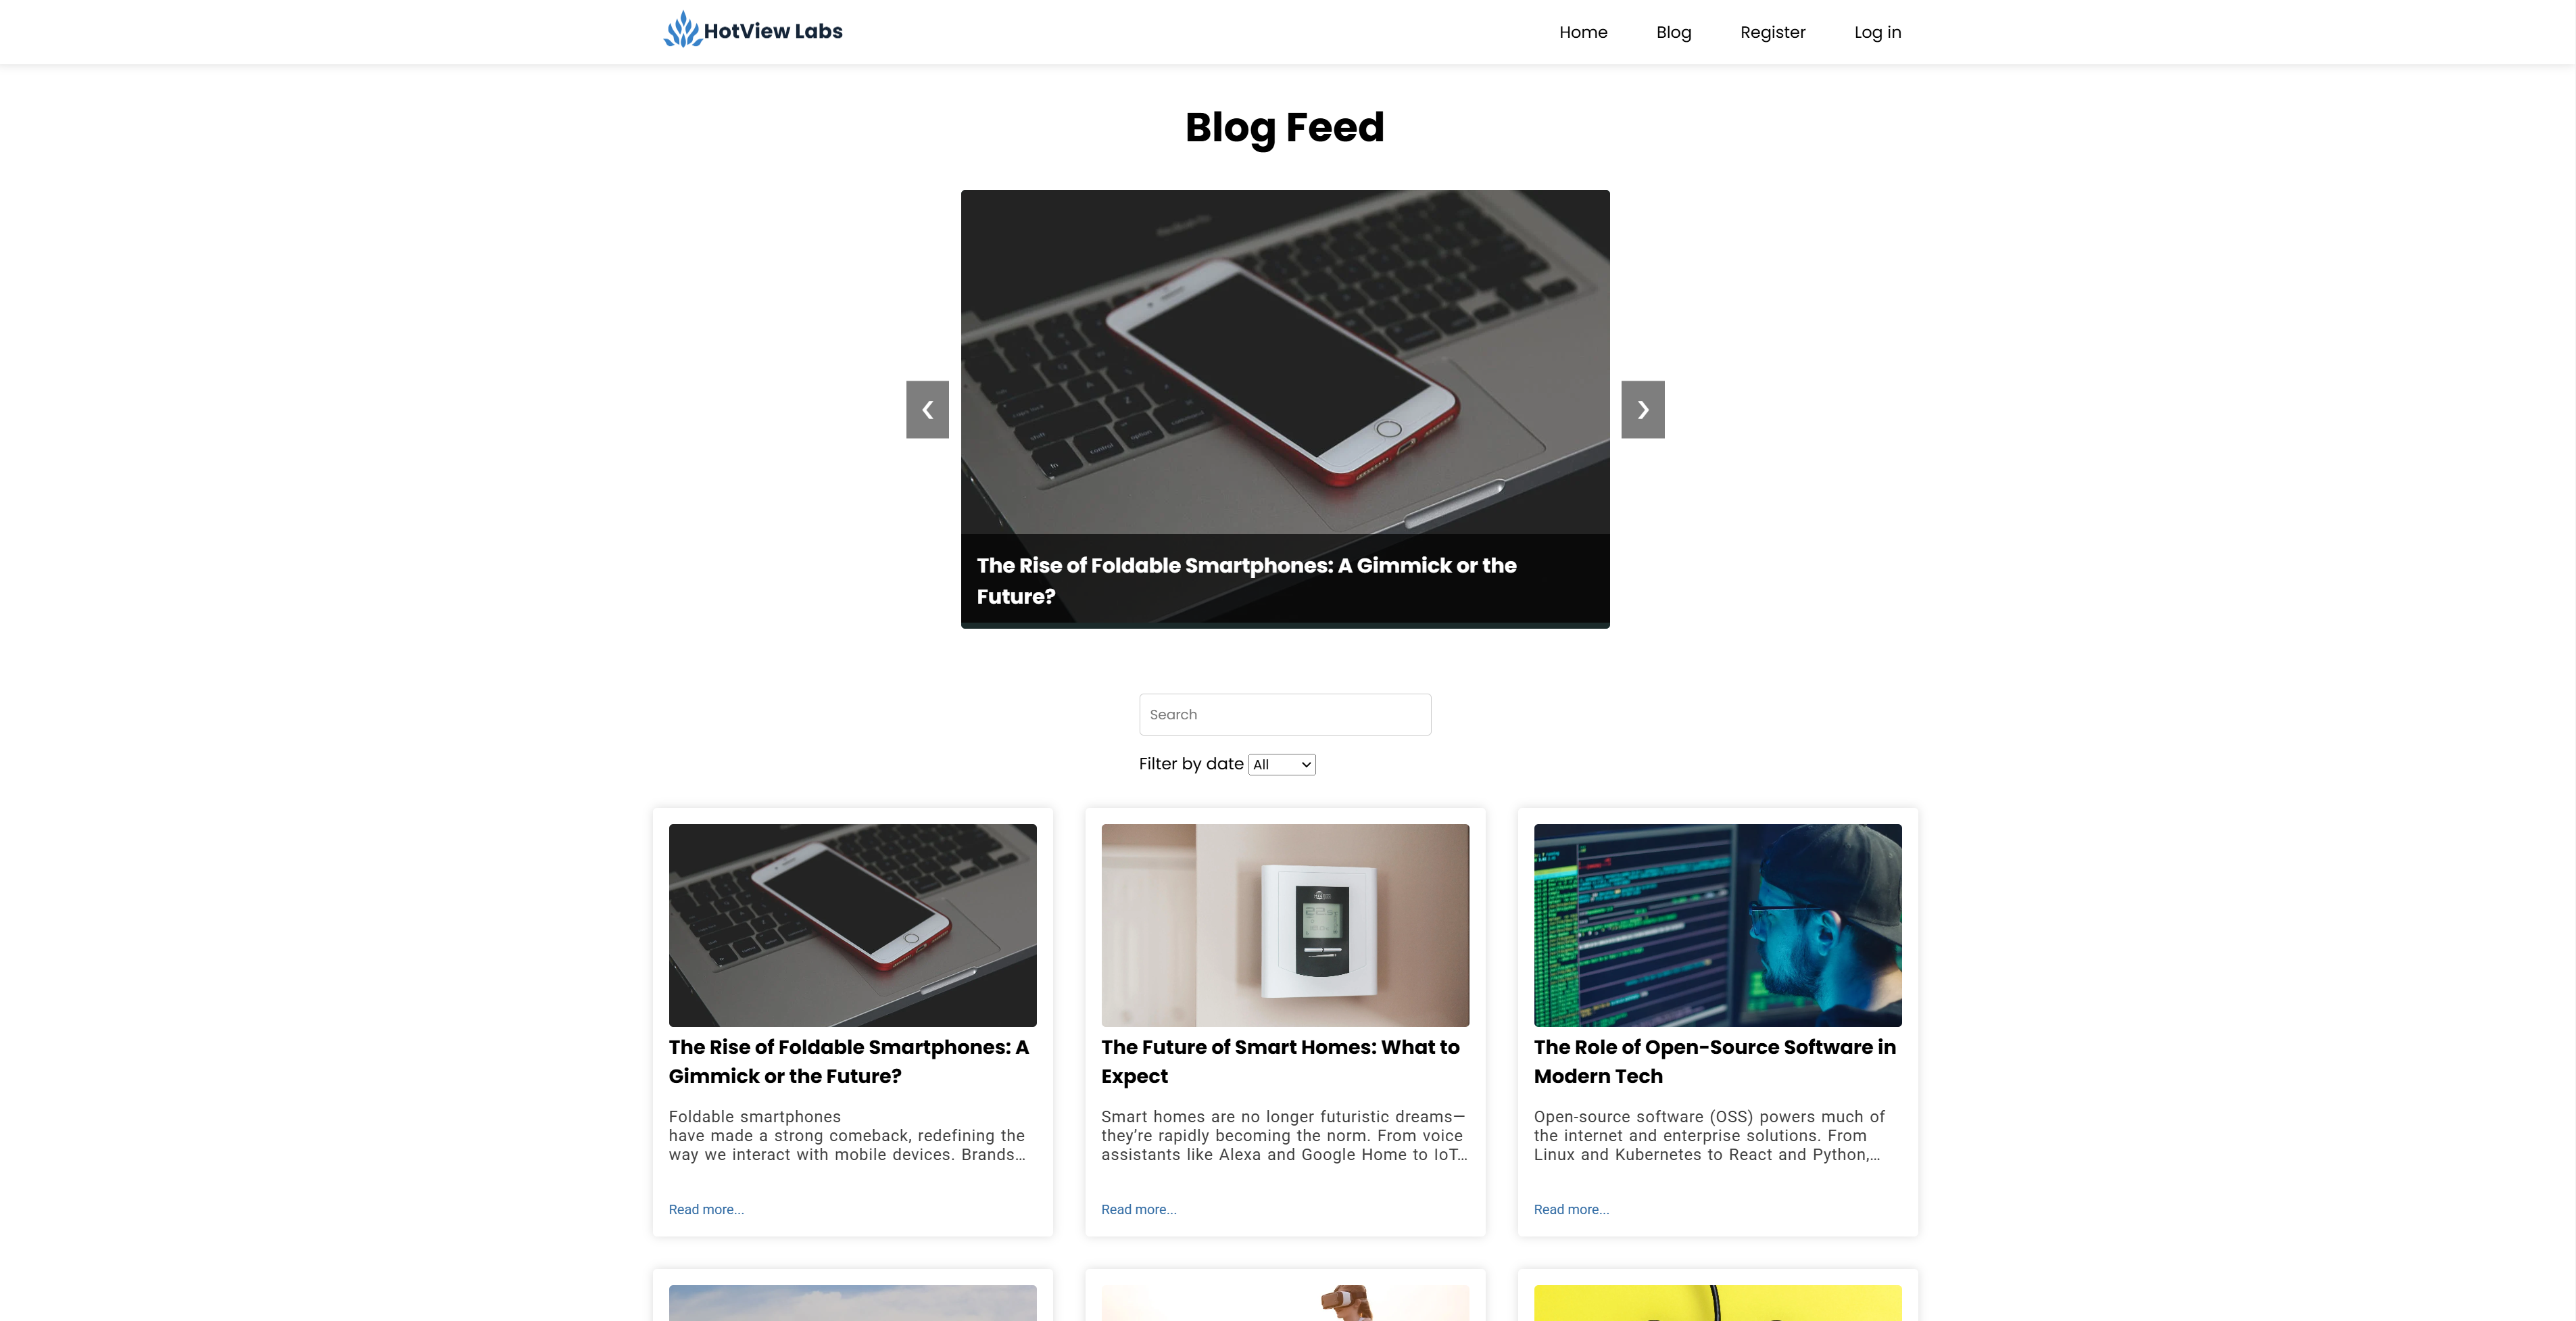 HotView Labs
Home
Blog
Register
Log in
Blog Feed
❮
❯
The Rise of Foldable Smartphones: A Gimmick or the
Future?
Search
Filter by date All
The Rise of Foldable Smartphones: A
Gimmick or the Future?
Foldable smartphones
have made a strong comeback, redefining the
way we interact with mobile devices. Brands…
Read more...
The Future of Smart Homes: What to
Expect
Smart homes are no longer futuristic dreams—
they’re rapidly becoming the norm. From voice
assistants like Alexa and Google Home to IoT…
Read more...
The Role of Open-Source Software in
Modern Tech
Open-source software (OSS) powers much of
the internet and enterprise solutions. From
Linux and Kubernetes to React and Python,…
Read more...